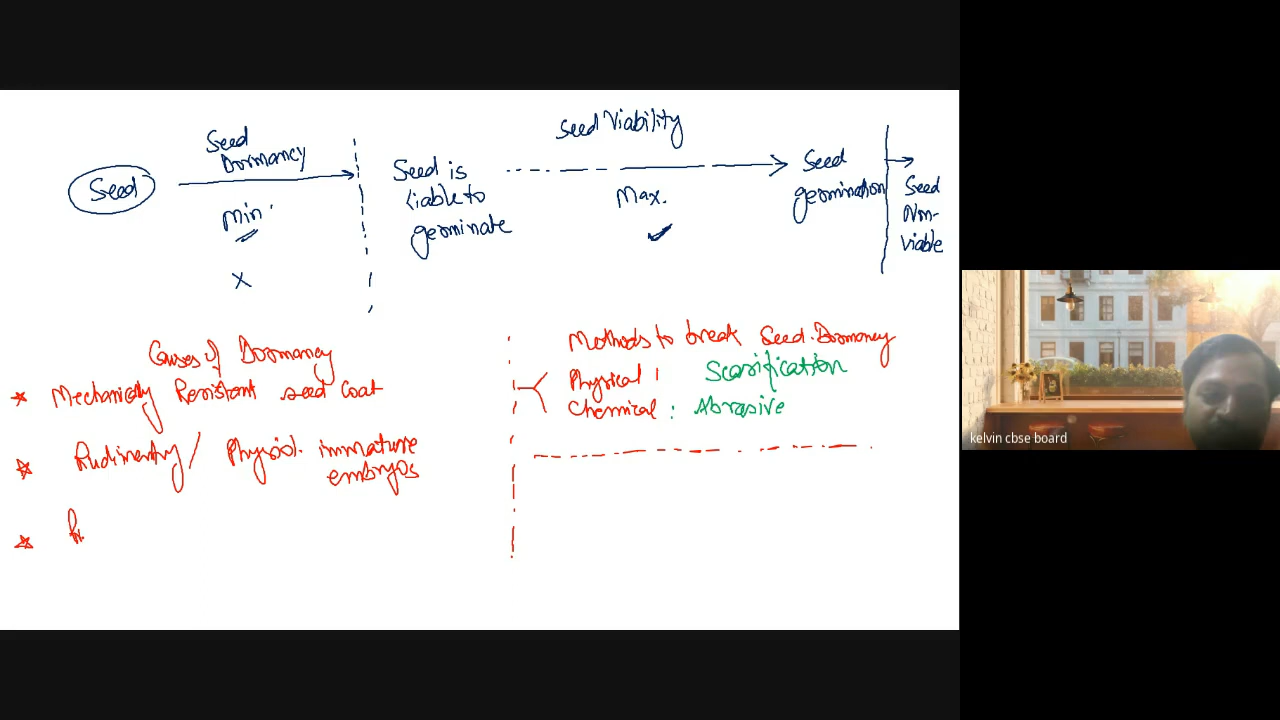 Seed
Seed
Dormancy
Min.
x
Seed is
liable to
germinate
Seed Viability
Max.
Seed
germination
Seed
Non-
viable
Causes of Dormancy
Mechanically Resistant seed coat
Rudimentry / Physiol. immature
embryos
Methods to break Seed Dormancy
Physical : Scarification
Chemical : Abrasive
kelvin cbse board